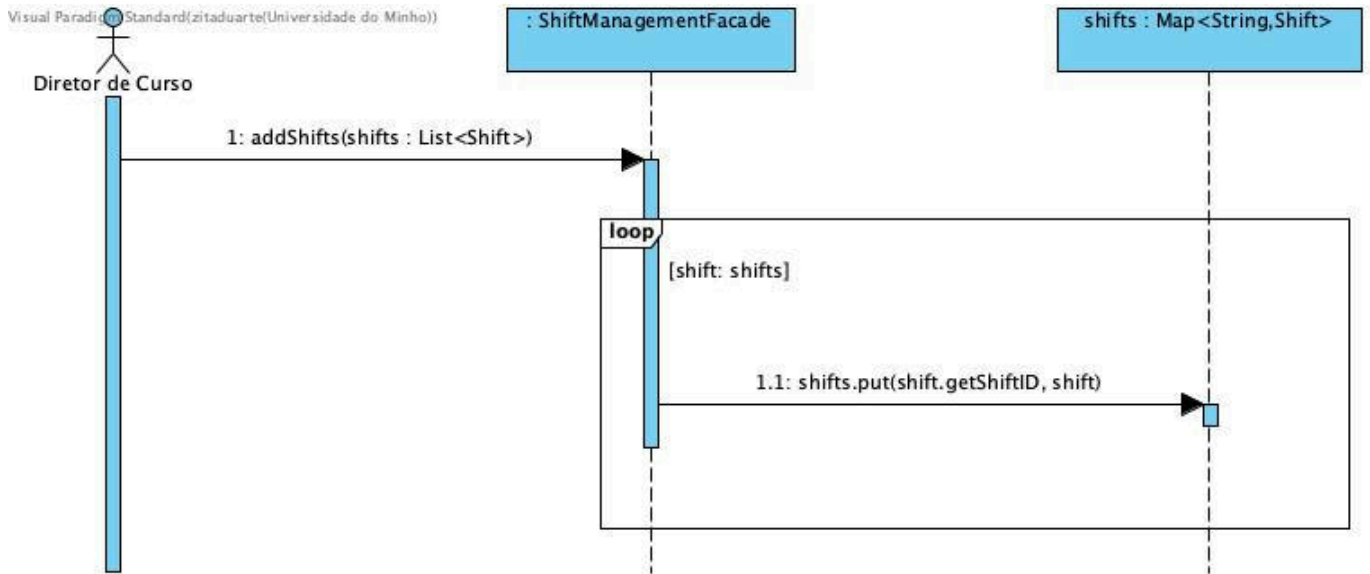 Visual Paradigm Standard(zitaduarte(Universidade do Minho))
: ShiftManagementFacade
shifts : Map<String,Shift>
Diretor de Curso
1: addShifts(shifts : List<Shift>)
loop
[shift: shifts]
1.1: shifts.put(shift.getShiftID, shift)